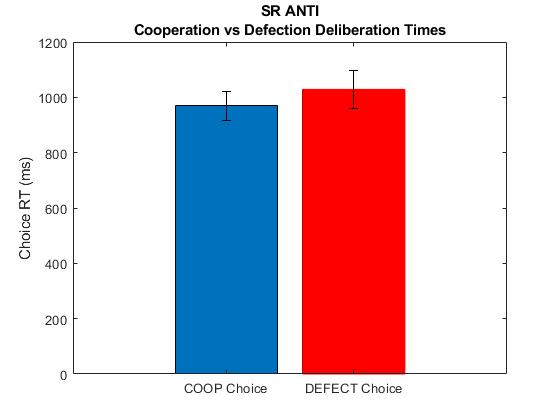 SR ANTI
Cooperation vs Defection Deliberation Times
Choice RT (ms)
1200
1000
800
600
400
200
0
COOP Choice
DEFECT Choice